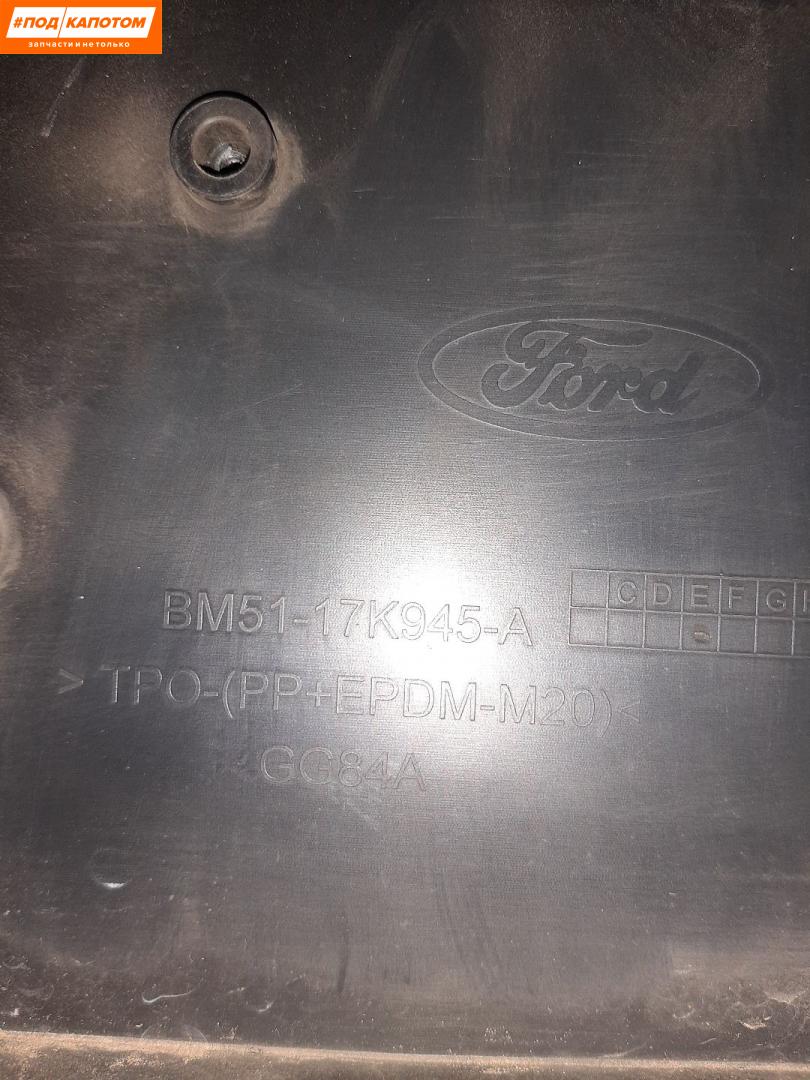 #ПОД КАПОТОМ
запчасти и не только
Ford
BM51-17K945-A
C D E F G
> TPO-(PP+EPDM-M20)<
GG84A